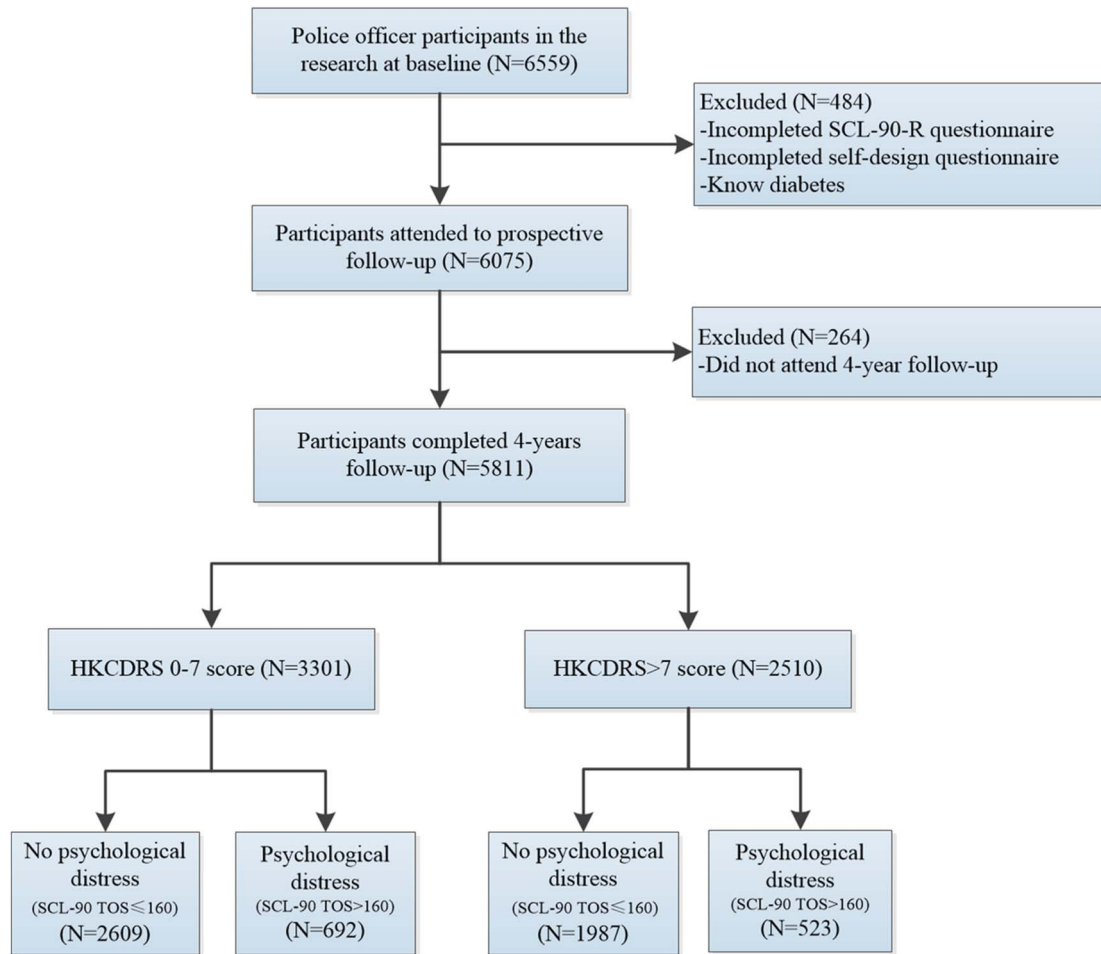 Police officer participants in the
research at baseline (N=6559)
Excluded (N=484)
-Incompleted SCL-90-R questionnaire
-Incompleted self-design questionnaire
-Know diabetes
Participants attended to prospective
follow-up (N=6075)
Excluded (N=264)
-Did not attend 4-year follow-up
Participants completed 4-years
follow-up (N=5811)
HKCDRS 0-7 score (N=3301)
HKCDRS>7 score (N=2510)
No psychological
distress
(SCL-90 TOS≤160)
(N=2609)
Psychological
distress
(SCL-90 TOS>160)
(N=692)
No psychological
distress
(SCL-90 TOS≤160)
(N=1987)
Psychological
distress
(SCL-90 TOS>160)
(N=523)